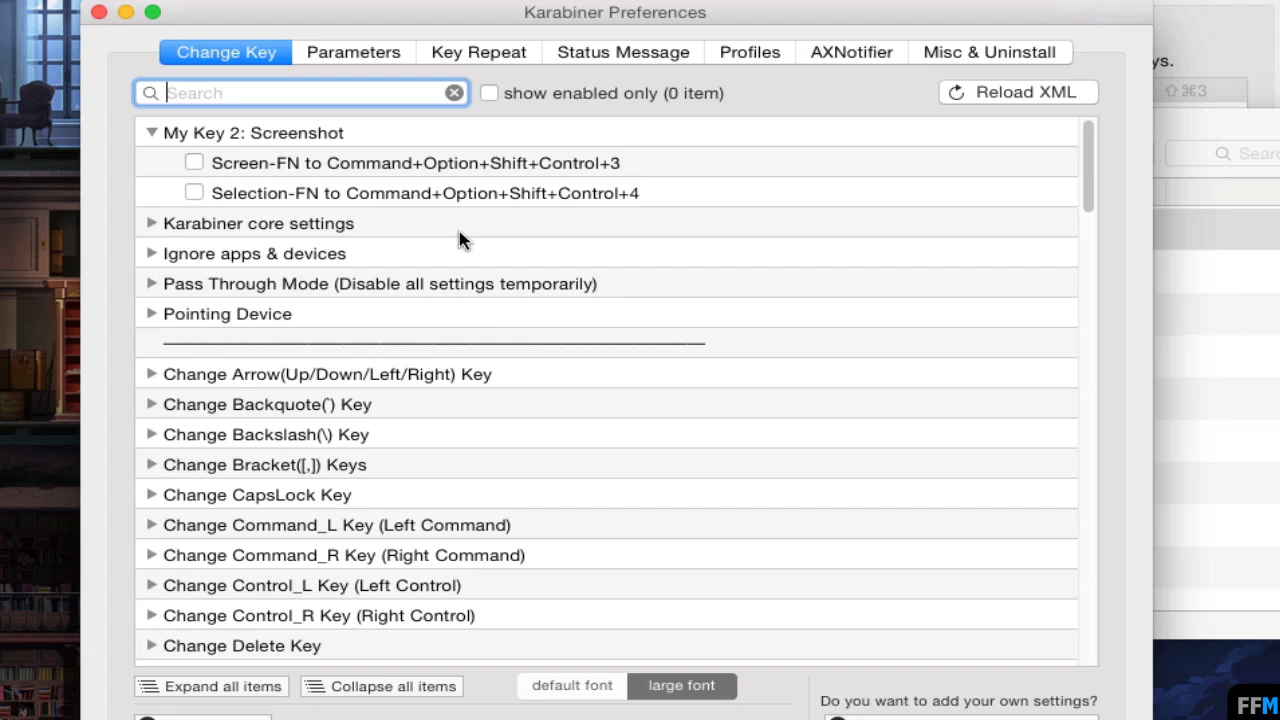 Karabiner Preferences
Change Key Parameters Key Repeat Status Message Profiles AXNotifier Misc & Uninstall
ys.
Search show enabled only (0 item) Reload XML
⇧⌘3
My Key 2: Screenshot
Screen-FN to Command+Option+Shift+Control+3
Selection-FN to Command+Option+Shift+Control+4
Karabiner core settings
Ignore apps & devices
Pass Through Mode (Disable all settings temporarily)
Pointing Device
Change Arrow(Up/Down/Left/Right) Key
Change Backquote(`) Key
Change Backslash(\) Key
Change Bracket([,]) Keys
Change CapsLock Key
Change Command_L Key (Left Command)
Change Command_R Key (Right Command)
Change Control_L Key (Left Control)
Change Control_R Key (Right Control)
Change Delete Key
Expand all items Collapse all items default font large font
Do you want to add your own settings?
FFM